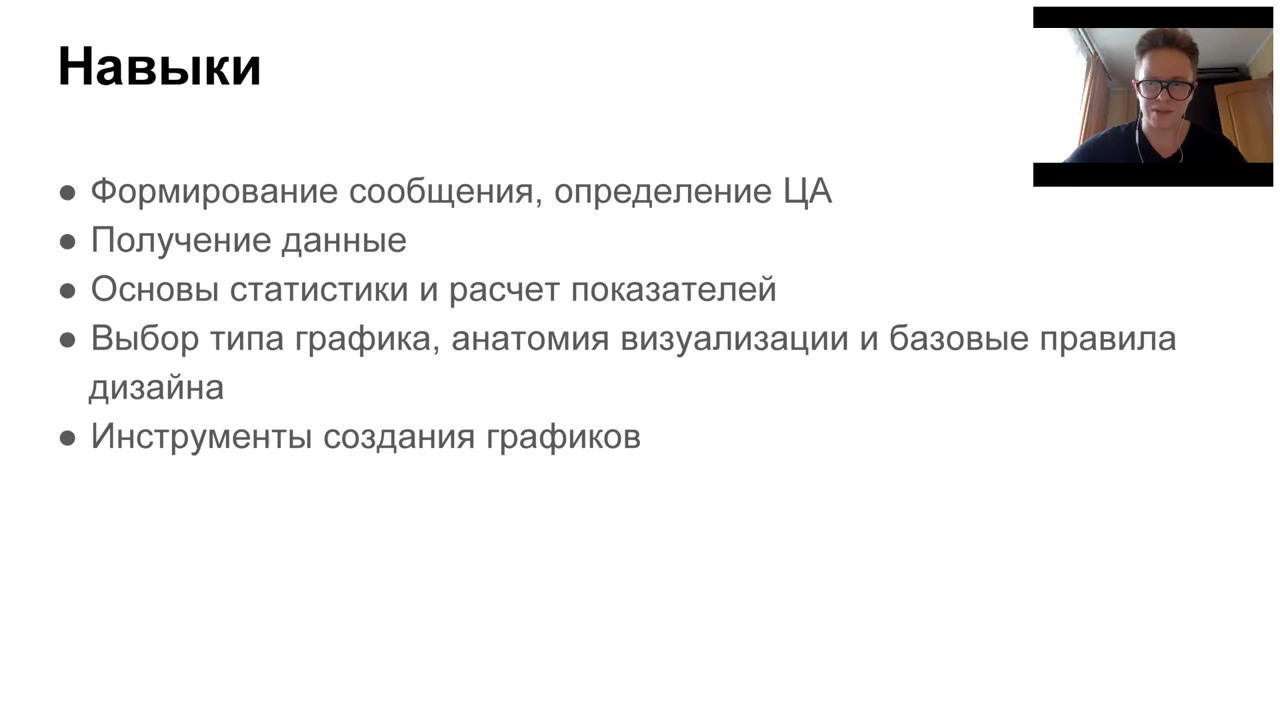 Навыки
● Формирование сообщения, определение ЦА
● Получение данные
● Основы статистики и расчет показателей
● Выбор типа графика, анатомия визуализации и базовые правила
дизайна
● Инструменты создания графиков